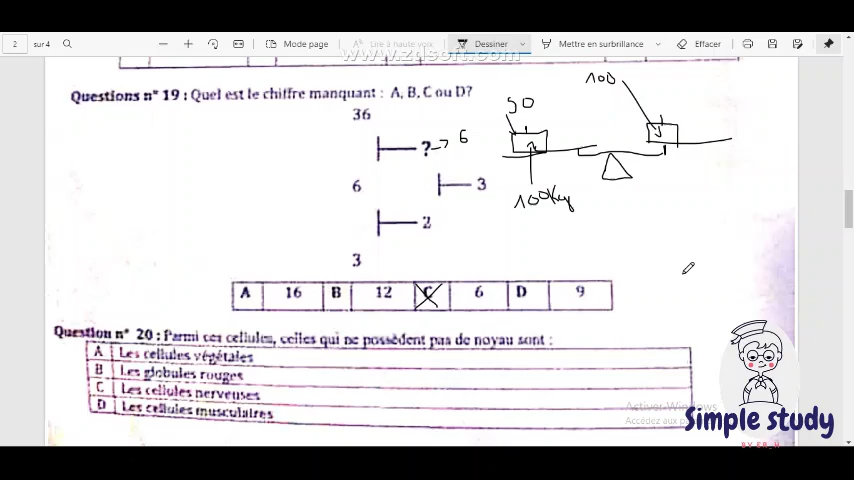 2 sur 4 Mode page Lire à haute voix Dessiner Mettre en surbrillance Effacer
www.zdsoft.com
Questions n° 19 : Quel est le chiffre manquant : A, B, C ou D?
36
? 6
6 3
2
3
50
100
100Kg
A 16 B 12 C 6 D 9
Question n° 20 : Parmi ces cellules, celles qui ne possèdent pas de noyau sont :
A Les cellules végétales
B Les globules rouges
C Les cellules nerveuses
D Les cellules musculaires
Activer Windows
Accédez aux p
Simple study